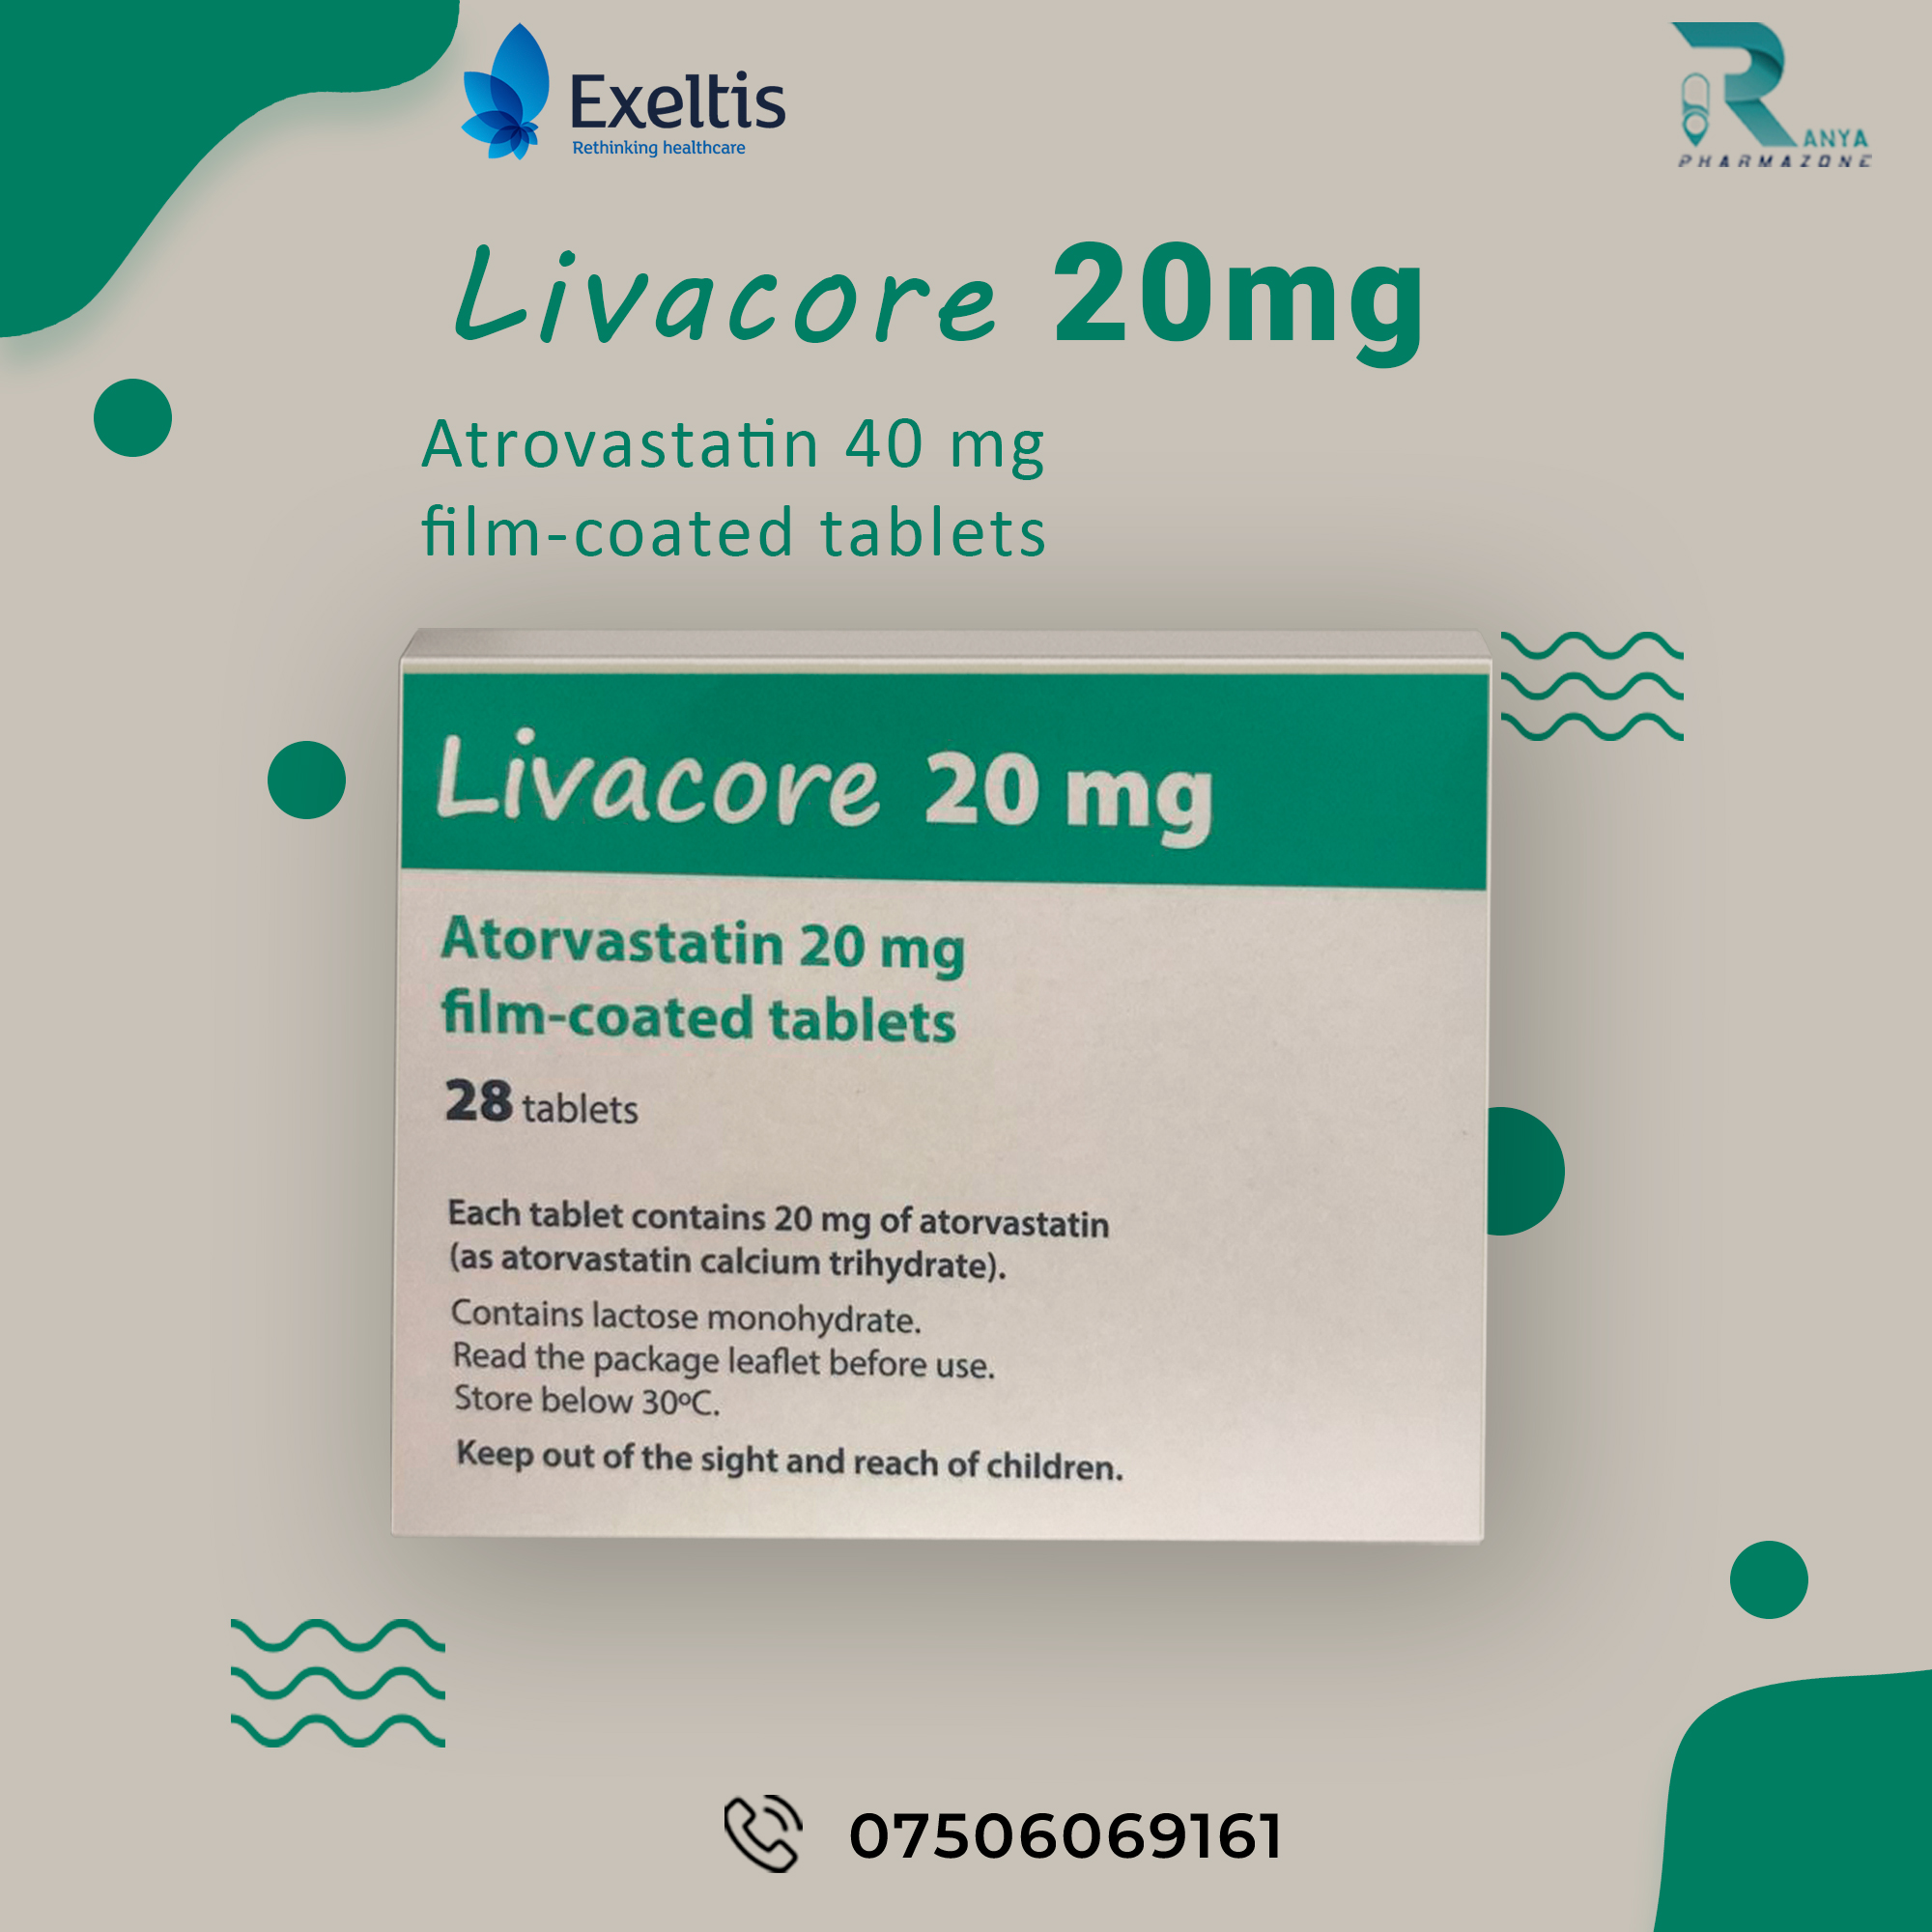 Exeltis
Rethinking healthcare
RANYA
PHARMAZONE
Livacore 20mg
Atrovastatin 40 mg
film-coated tablets
Livacore 20 mg
Atorvastatin 20 mg
film-coated tablets
28 tablets
Each tablet contains 20 mg of atorvastatin
(as atorvastatin calcium trihydrate).
Contains lactose monohydrate.
Read the package leaflet before use.
Store below 30ºC.
Keep out of the sight and reach of children.
07506069161